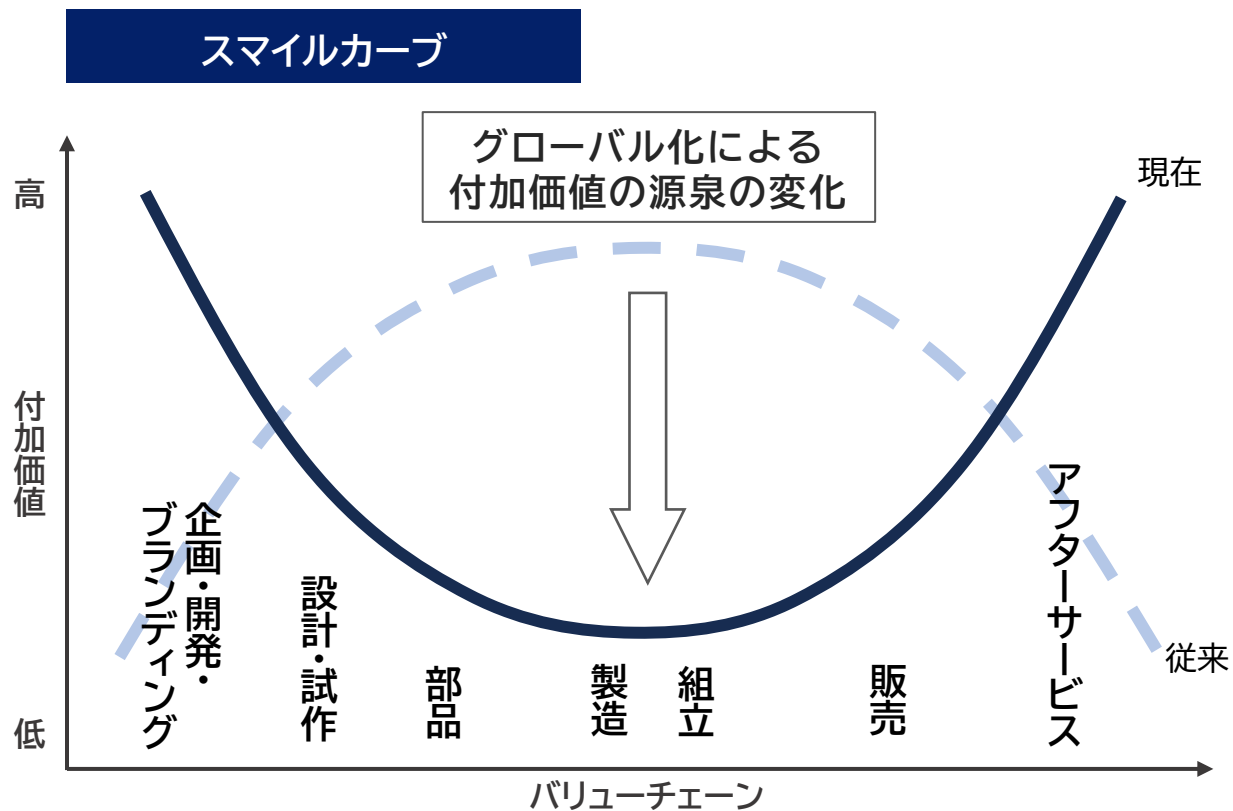 スマイルカーブ
グローバル化による
付加価値の源泉の変化
現在
高
付加価値
企画・開発・
ブランディング
設計・試作
部品
製造
組立
販売
アフターサービス
従来
低
バリューチェーン